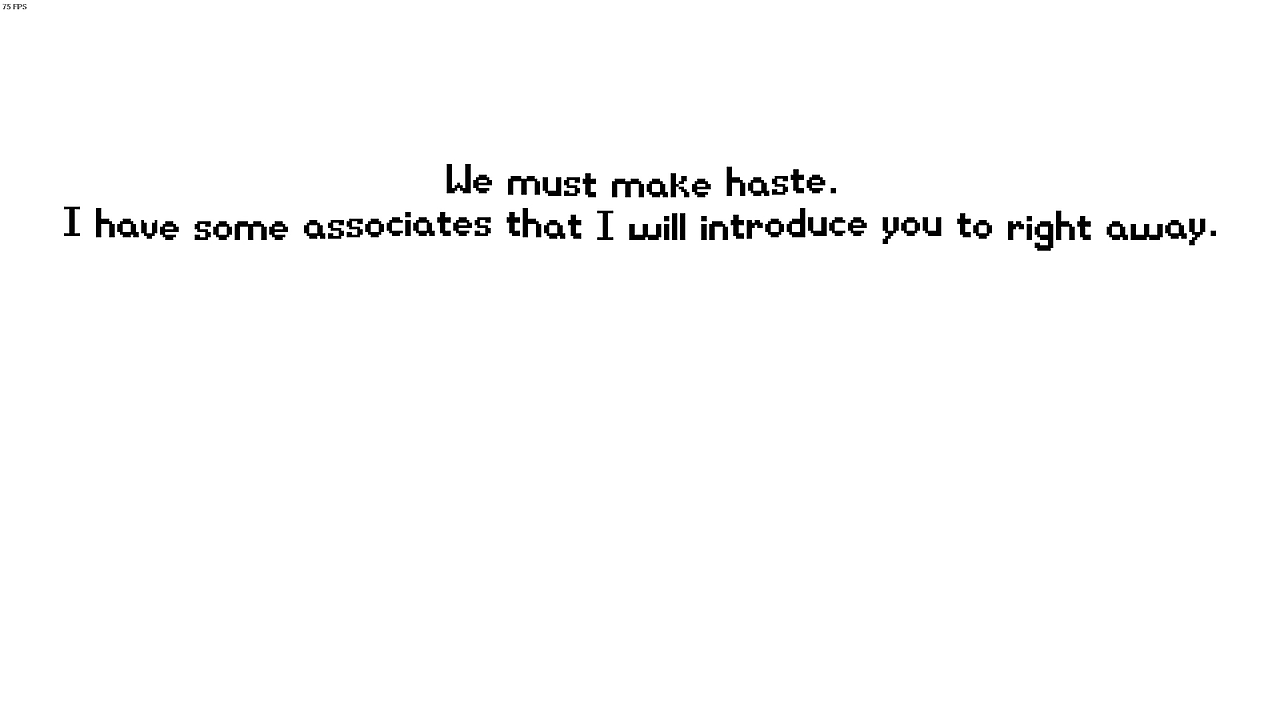 75 FPS
We must make haste.
I have some associates that I will introduce you to right away.